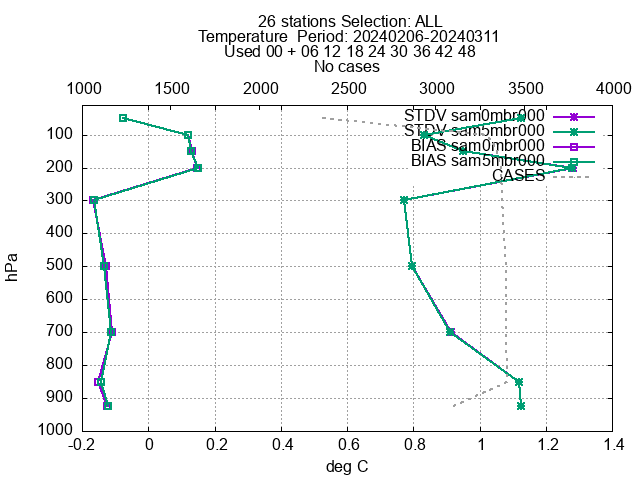 26 stations Selection: ALL
Temperature Period: 20240206-20240311
Used 00 + 06 12 18 24 30 36 42 48
No cases
1000 1500 2000 2500 3000 3500 4000
STDV sam0mbr000
STDV sam5mbr000
BIAS sam0mbr000
BIAS sam5mbr000
CASES
100
200
300
400
500
600
700
800
900
1000
hPa
-0.2 0 0.2 0.4 0.6 0.8 1 1.2 1.4
deg C